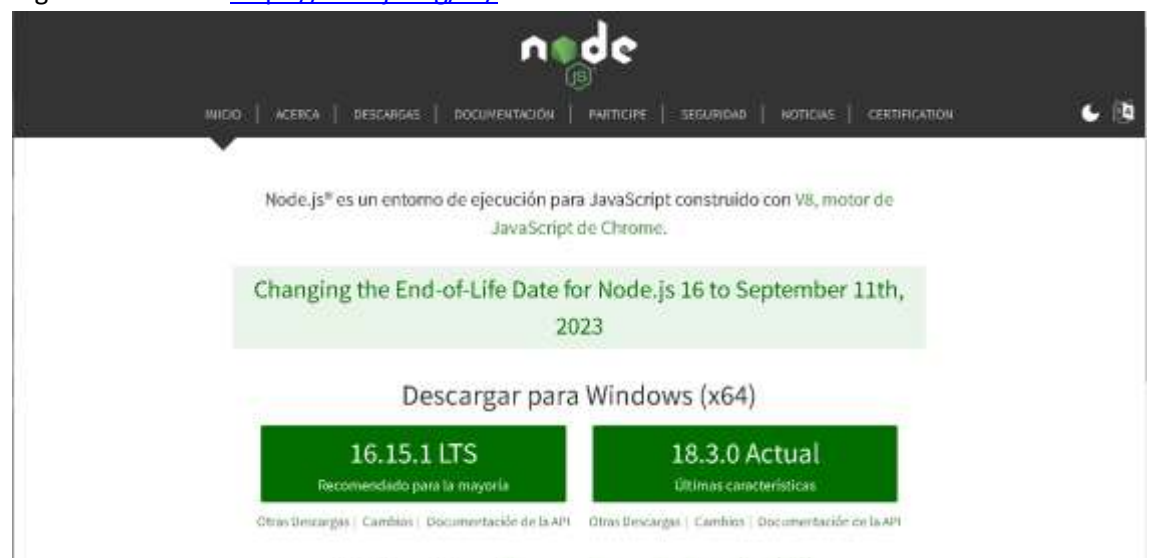 node
JS
INICIO | ACERCA | DESCARGAS | DOCUMENTACIÓN | PARTICIPE | SEGURIDAD | NOTICIAS | CERTIFICATION
Node.js® es un entorno de ejecución para JavaScript construido con V8, motor de
JavaScript de Chrome.
Changing the End-of-Life Date for Node.js 16 to September 11th,
2023
Descargar para Windows (x64)
16.15.1 LTS
Recomendado para la mayoría
18.3.0 Actual
Últimas características
Otras Descargas | Cambios | Documentación de la API
Otras Descargas | Cambios | Documentación de la API